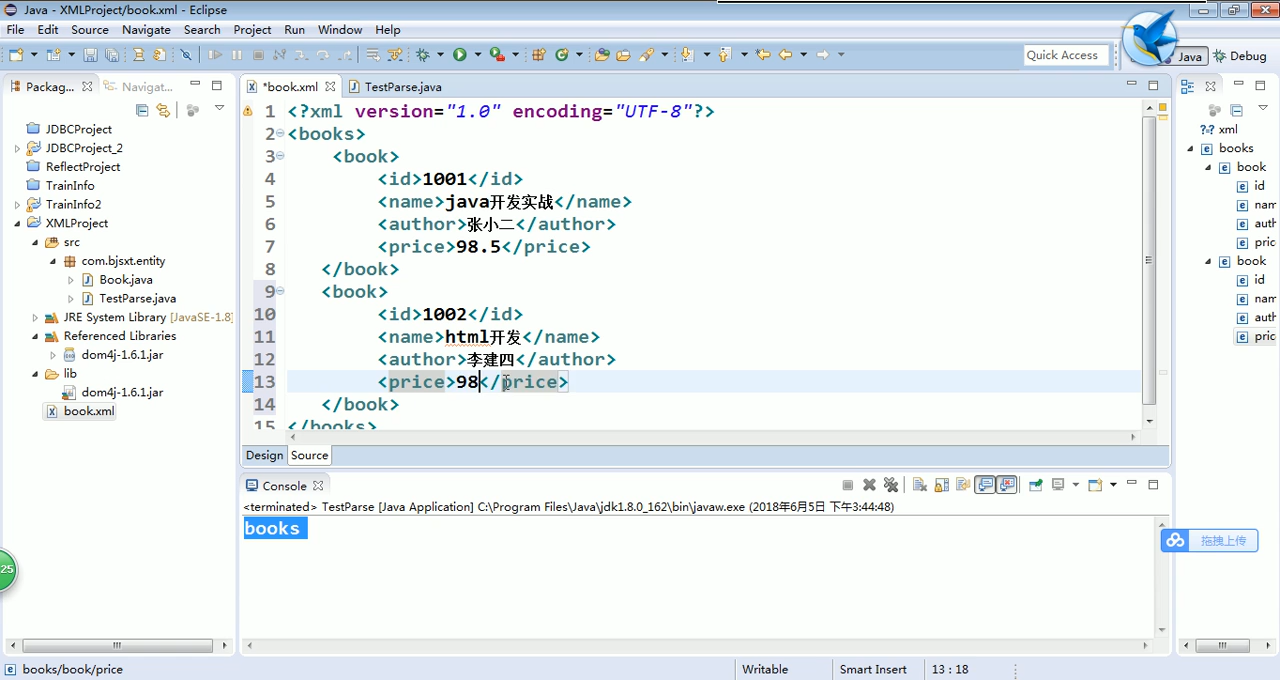 Java - XMLProject/book.xml - Eclipse
File Edit Source Navigate Search Project Run Window Help
Quick Access Java Debug
Packag... Navigat... *book.xml TestParse.java
JDBCProject
JDBCProject_2
ReflectProject
TrainInfo
TrainInfo2
XMLProject
src
com.bjsxt.entity
Book.java
TestParse.java
JRE System Library [JavaSE-1.8]
Referenced Libraries
dom4j-1.6.1.jar
lib
dom4j-1.6.1.jar
book.xml
1 <?xml version="1.0" encoding="UTF-8"?>
2 <books>
3 <book>
4 <id>1001</id>
5 <name>java开发实战</name>
6 <author>张小二</author>
7 <price>98.5</price>
8 </book>
9 <book>
10 <id>1002</id>
11 <name>html开发</name>
12 <author>李建四</author>
13 <price>98</price>
14 </book>
15 </books>
Design Source
?=? xml
books
book
id
nam
auth
pric
book
id
nam
auth
pric
Console
<terminated> TestParse [Java Application] C:\Program Files\Java\jdk1.8.0_162\bin\javaw.exe (2018年6月5日 下午3:44:48)
books
拖拽上传
25
books/book/price Writable Smart Insert 13 : 18